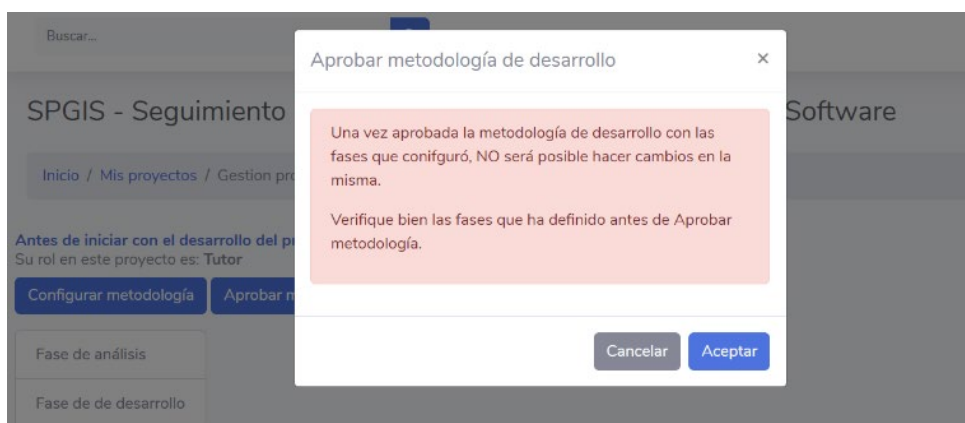 Buscar...
Aprobar metodología de desarrollo ×
SPGIS - Seguimiento
Software
Una vez aprobada la metodología de desarrollo con las
fases que conifguró, NO será posible hacer cambios en la
misma.
Inicio / Mis proyectos / Gestion
Verifique bien las fases que ha definido antes de Aprobar
metodología.
Antes de iniciar con el desarrollo del
Su rol en este proyecto es: Tutor
Configurar metodología Aprobar
Cancelar Aceptar
Fase de análisis
Fase de de desarrollo